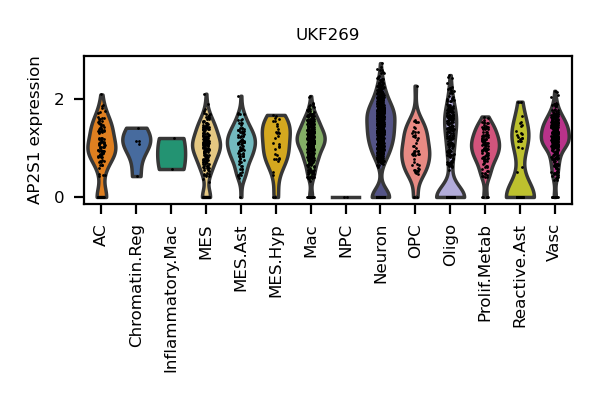 UKF269
AP2S1 expression
2
0
AC
Chromatin.Reg
Inflammatory.Mac
MES
MES.Ast
MES.Hyp
Mac
NPC
Neuron
OPC
Oligo
Prolif.Metab
Reactive.Ast
Vasc